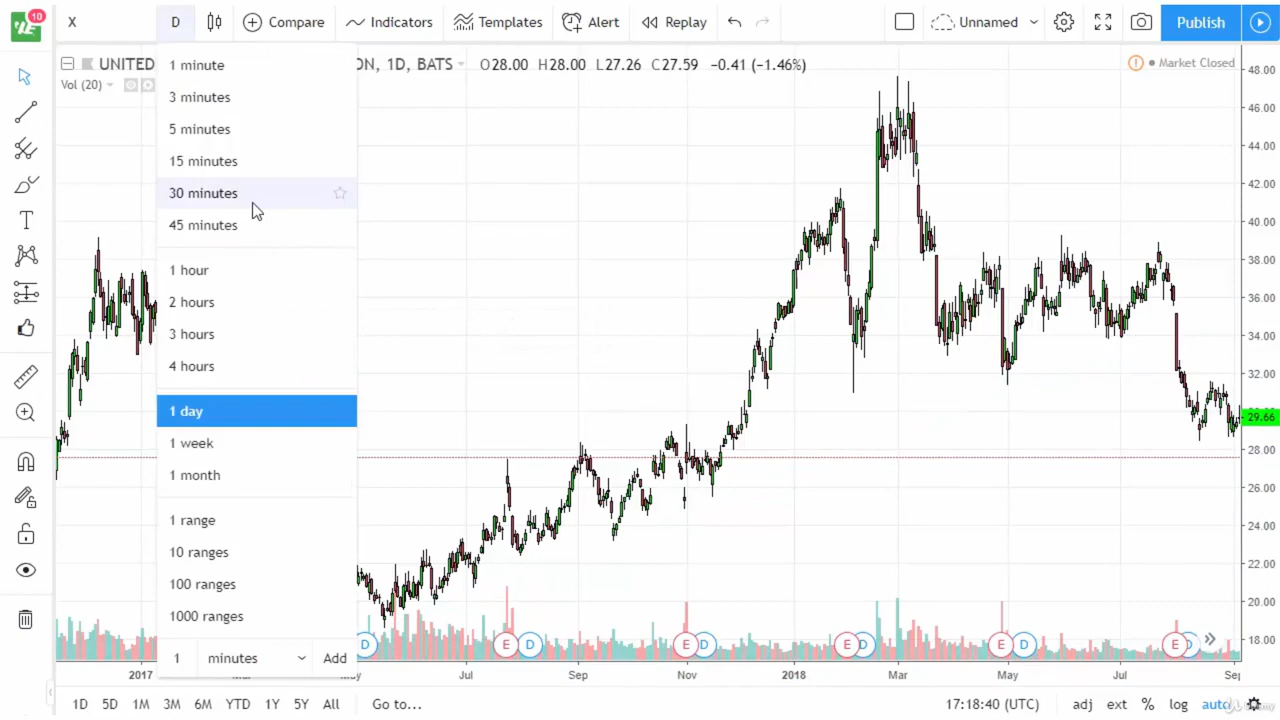 10
X
D
Compare
Indicators
Templates
Alert
Replay
Unnamed
Publish
UNITED
ON, 1D, BATS
O28.00 H28.00 L27.26 C27.59 −0.41 (−1.46%)
Market Closed
Vol (20)
1 minute
3 minutes
5 minutes
15 minutes
30 minutes
45 minutes
1 hour
2 hours
3 hours
4 hours
1 day
1 week
1 month
1 range
10 ranges
100 ranges
1000 ranges
1 minutes Add
48.00
46.00
44.00
42.00
40.00
38.00
36.00
34.00
32.00
29.66
28.00
26.00
24.00
22.00
20.00
18.00
D E D E D E D E D E D
2017 Mar May Jul Sep Nov 2018 Mar May Jul Sep
1D 5D 1M 3M 6M YTD 1Y 5Y All Go to... 17:18:40 (UTC) adj ext % log auto